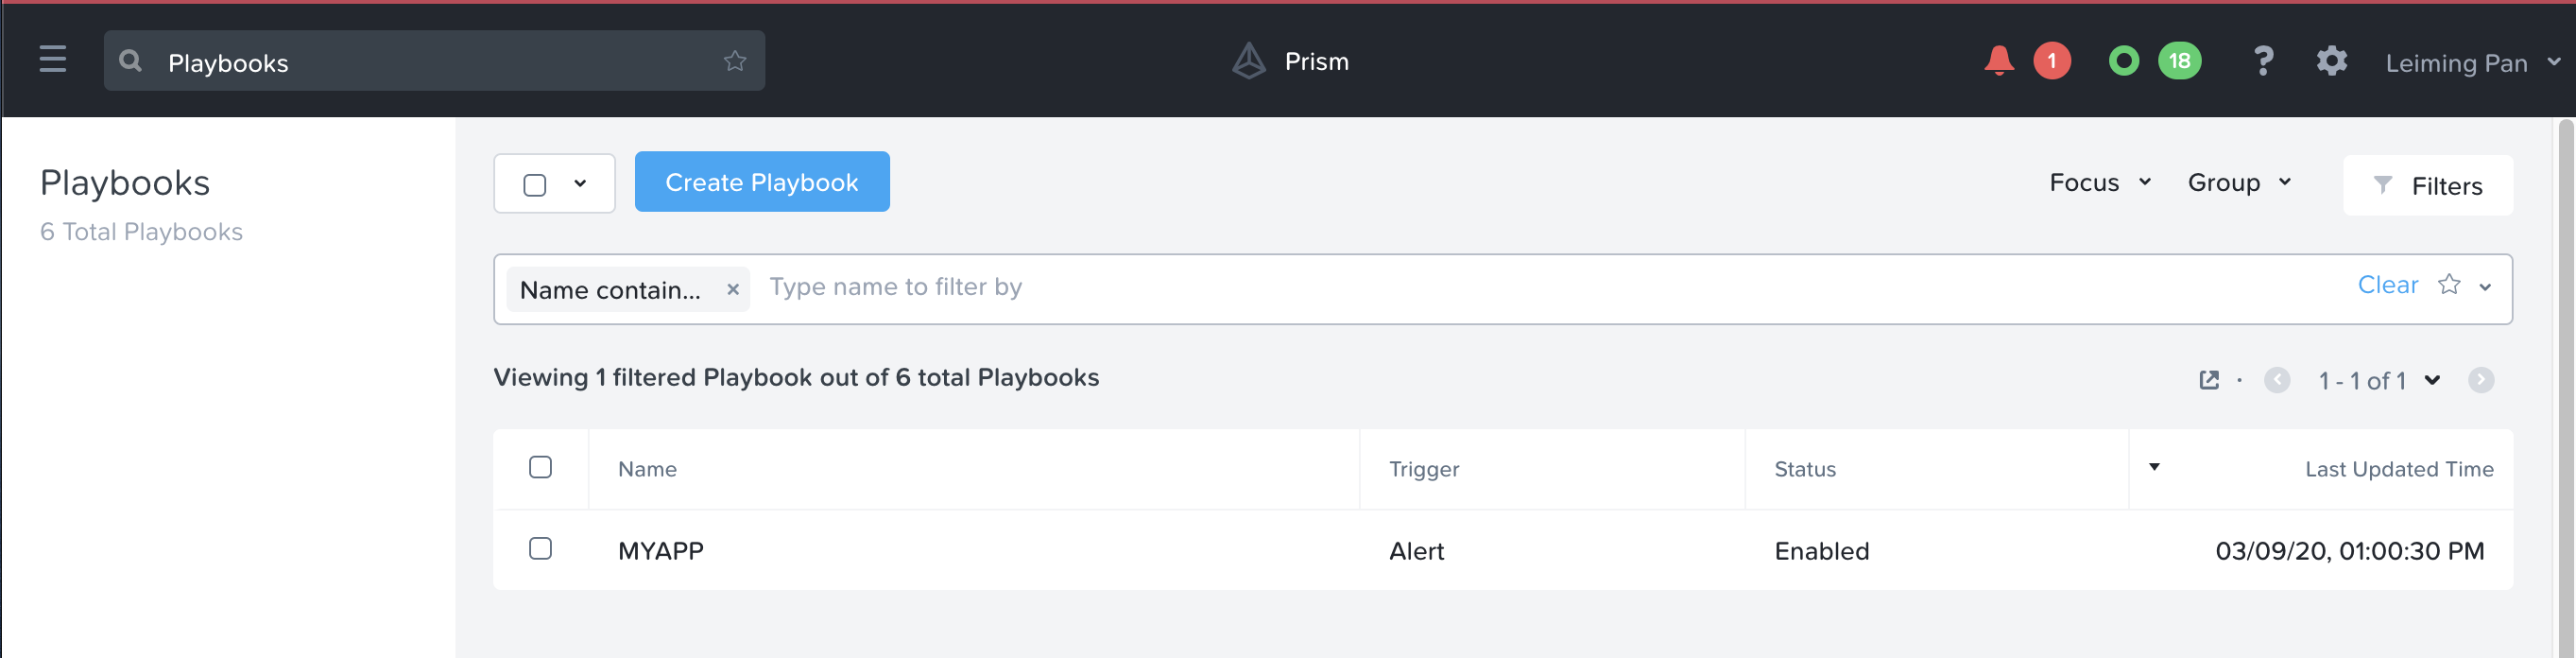 Playbooks
Prism
1
18
?
Leiming Pan
Playbooks
6 Total Playbooks
Create Playbook
Focus
Group
Filters
Name contain... ×
Type name to filter by
Clear
Viewing 1 filtered Playbook out of 6 total Playbooks
1 - 1 of 1
Name Trigger Status Last Updated Time
MYAPP Alert Enabled 03/09/20, 01:00:30 PM